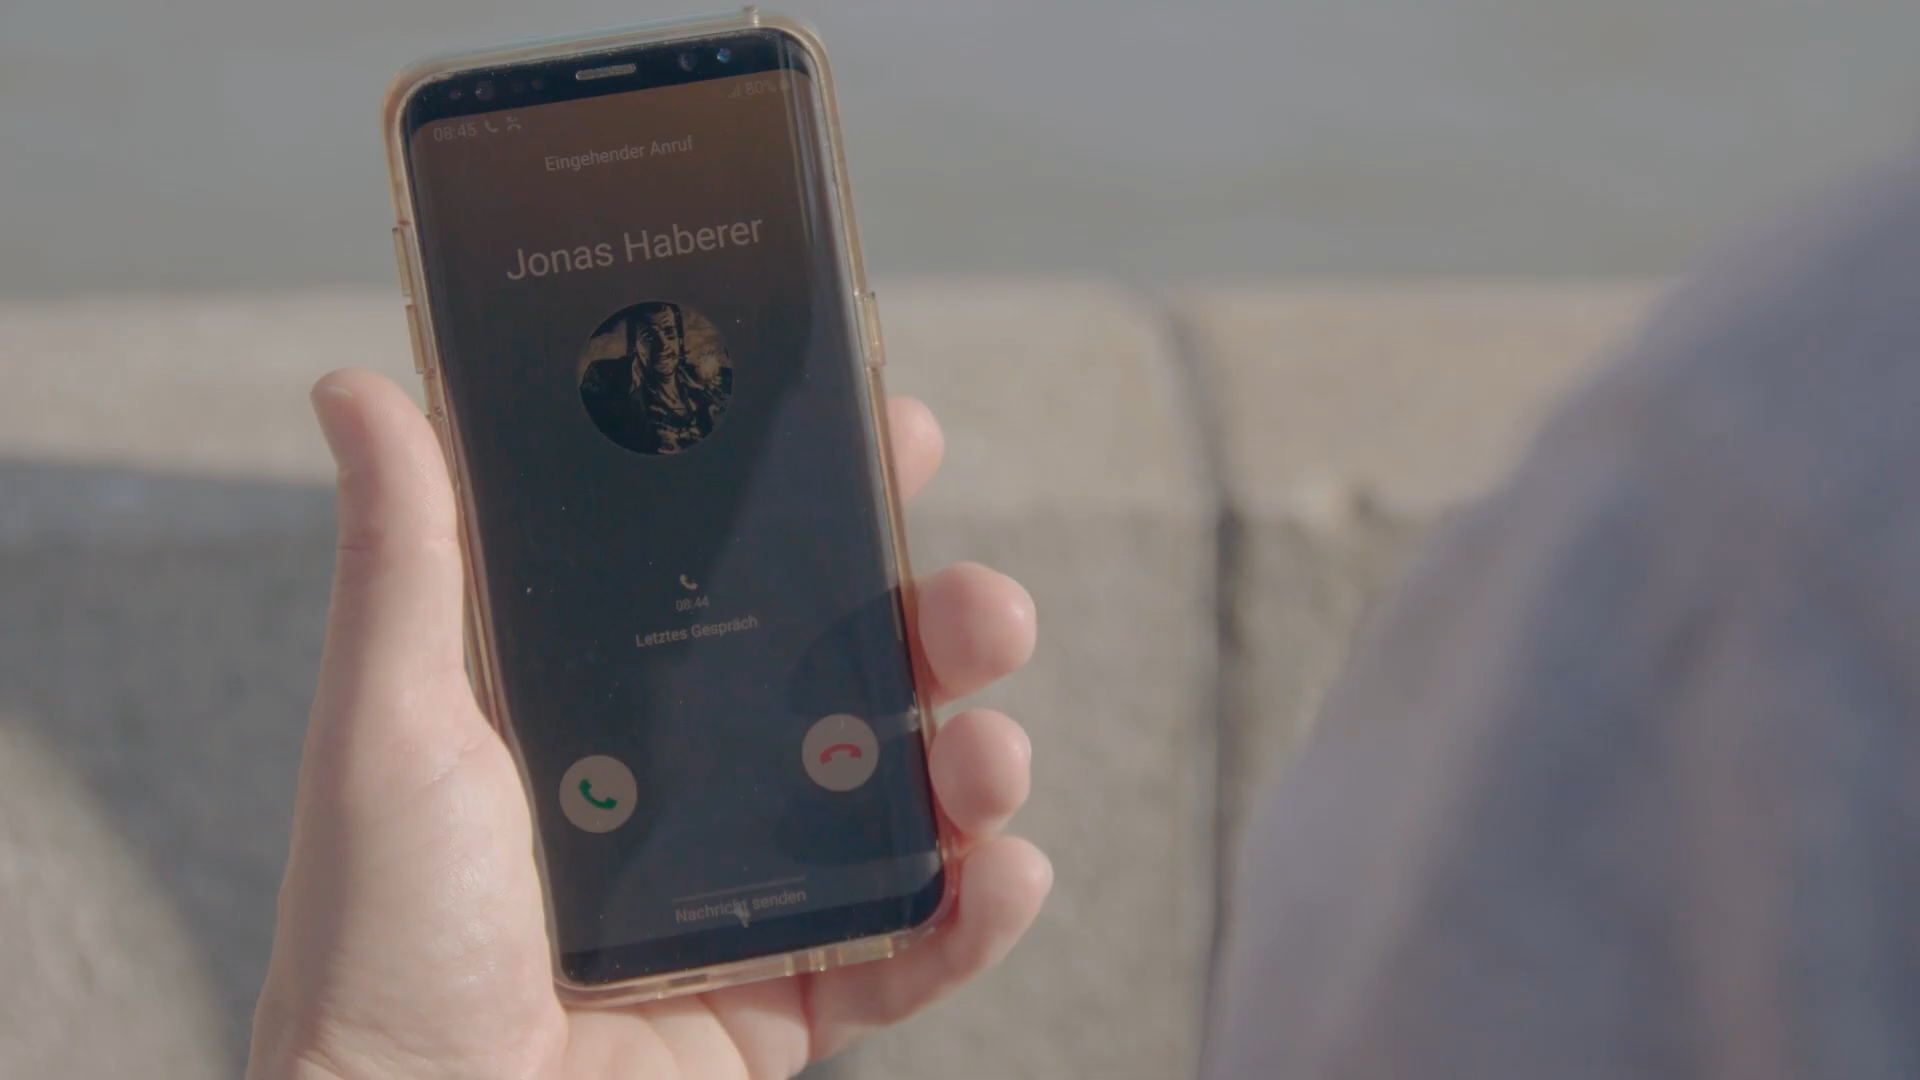 08:45
80%
Eingehender Anruf
Jonas Haberer
08:44
Letztes Gespräch
Nachricht senden